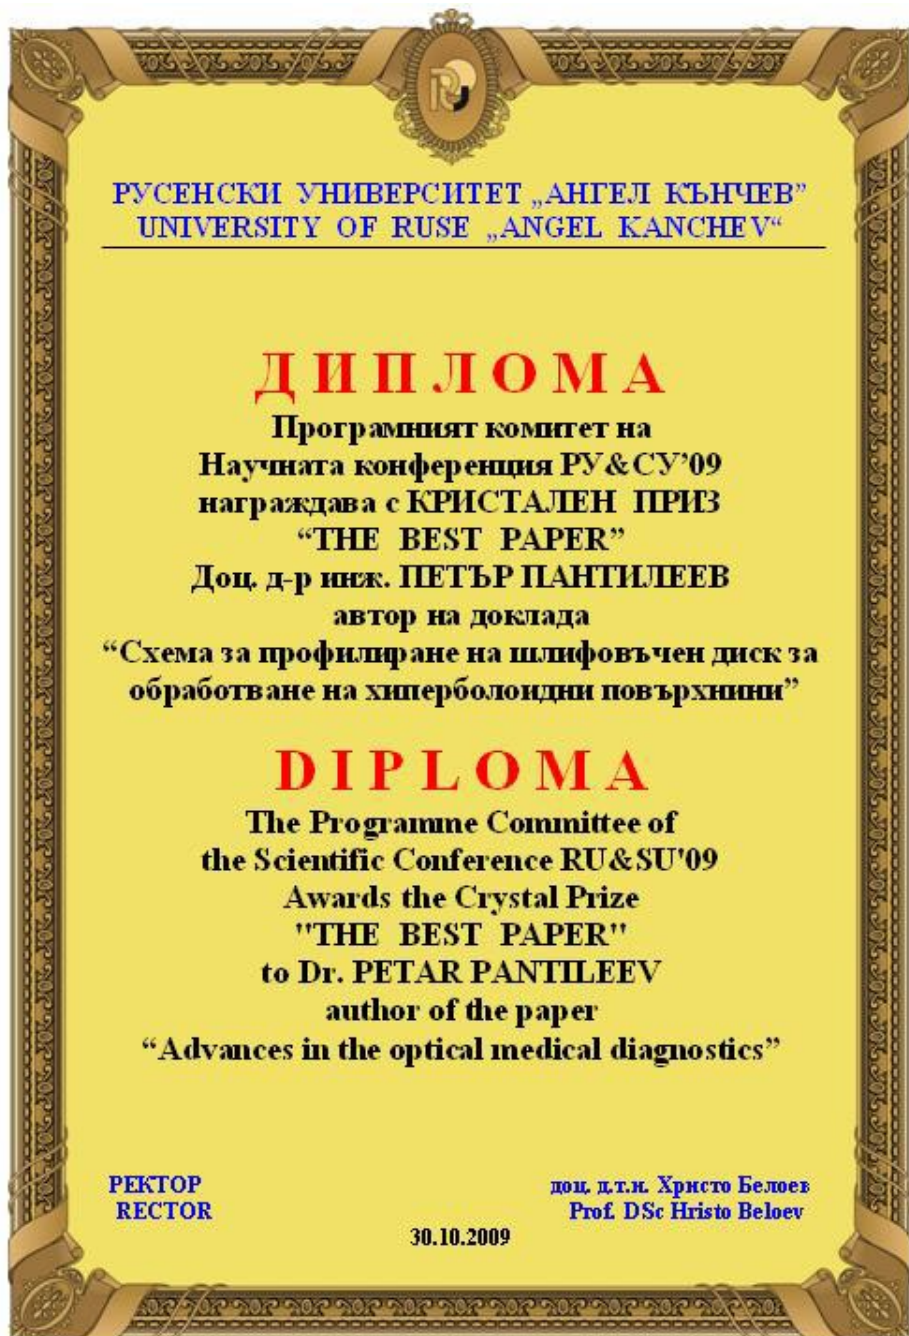 РУСЕНСКИ УНИВЕРСИТЕТ „АНГЕЛ КЪНЧЕВ”
UNIVERSITY OF RUSE „ANGEL KANCHEV“
ДИПЛОМА
Програмният комитет на
Научната конференция РУ&СУ’09
награждава с КРИСТАЛЕН ПРИЗ
“THE BEST PAPER”
Доц. д-р инж. ПЕТЪР ПАНТИЛЕЕВ
автор на доклада
“Схема за профилиране на шлифовъчен диск за
обработване на хиперболоидни повърхнини”
DIPLOMA
The Programme Committee of
the Scientific Conference RU&SU'09
Awards the Crystal Prize
"THE BEST PAPER"
to Dr. PETAR PANTILEEV
author of the paper
“Advances in the optical medical diagnostics”
РЕКТОР доц. д.т.н. Христо Белоев
RECTOR Prof. DSc Hristo Beloev
30.10.2009